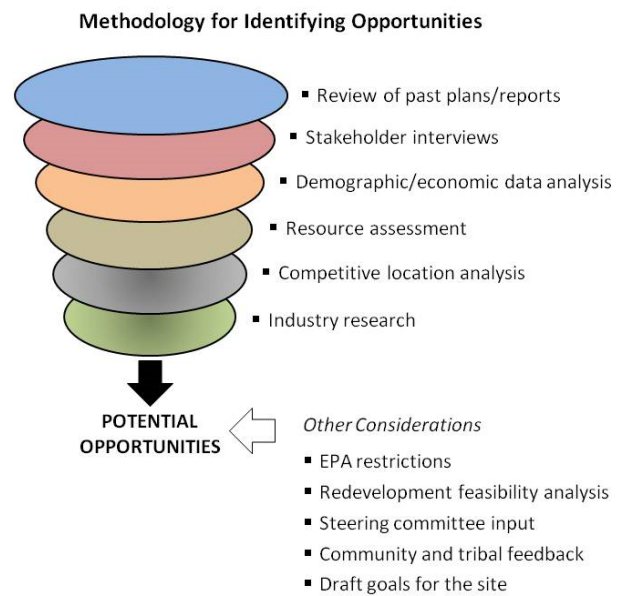 Methodology for Identifying Opportunities
▪ Review of past plans/reports
▪ Stakeholder interviews
▪ Demographic/economic data analysis
▪ Resource assessment
▪ Competitive location analysis
▪ Industry research
POTENTIAL
OPPORTUNITIES
Other Considerations
▪ EPA restrictions
▪ Redevelopment feasibility analysis
▪ Steering committee input
▪ Community and tribal feedback
▪ Draft goals for the site